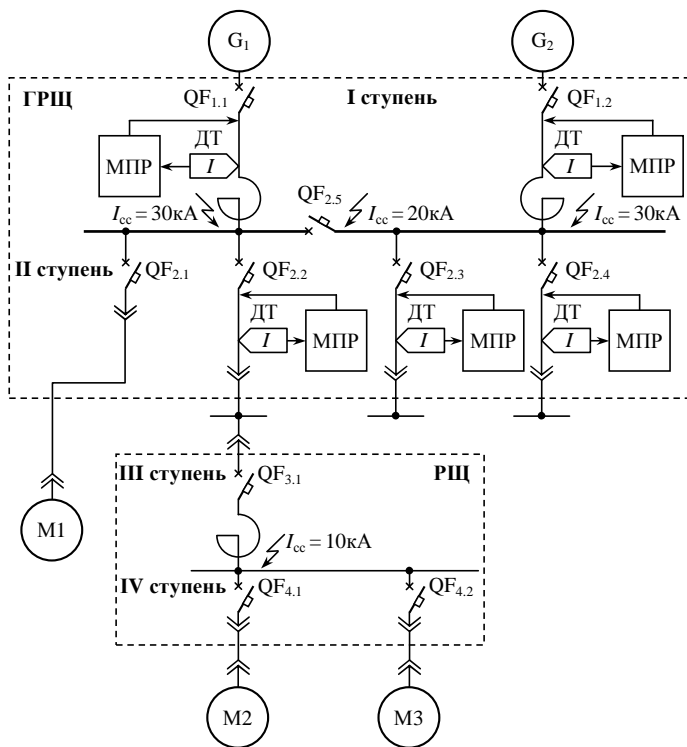 G1 G2
ГРЩ QF1.1 I ступень QF1.2
ДТ ДТ
МПР I I МПР
QF2.5
Icc = 30кА Icc = 20кА Icc = 30кА
II ступень QF2.1 QF2.2 QF2.3 QF2.4
ДТ ДТ ДТ
I МПР I МПР I МПР
III ступень QF3.1 РЩ
M1
Icc = 10кА
IV ступень QF4.1 QF4.2
M2 M3